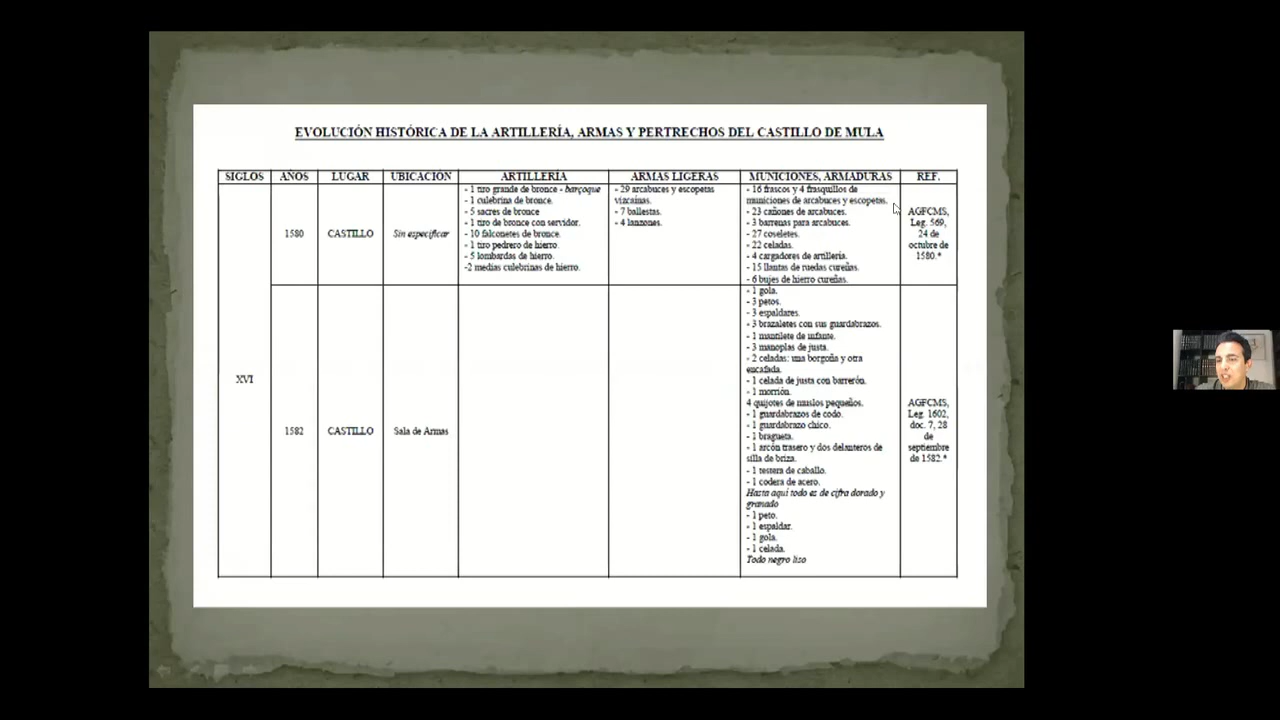 EVOLUCIÓN HISTÓRICA DE LA ARTILLERÍA, ARMAS Y PERTRECHOS DEL CASTILLO DE MULA
SIGLOS AÑOS LUGAR UBICACIÓN ARTILLERÍA ARMAS LIGERAS MUNICIONES, ARMADURAS REF.
XVI
1580
CASTILLO
Sin especificar
- 1 tiro grande de bronce - barçoque
- 1 culebrina de bronce.
- 5 sacres de bronce
- 1 tiro de bronce con servidor.
- 10 falconetes de bronce.
- 1 tiro pedrero de hierro
- 5 lombardas de hierro.
-2 medias culebrinas de hierro.
- 29 arcabuces y escopetas
vizcaínas.
- 7 ballestas.
- 4 lanzones.
- 16 frascos y 4 frasquillos de
municiones de arcabuces y escopetas.
- 23 cañones de arcabuces.
- 3 barrenas para arcabuces.
- 27 coseletes.
- 22 celadas.
- 4 cargadores de artillería.
- 15 llantas de ruedas cureñas.
- 6 bujes de hierro cureñas.
AGFCMS,
Leg. 569,
24 de
octubre de
1580.*
1582
CASTILLO
Sala de Armas
- 1 gola.
- 3 petos.
- 3 espaldares.
- 3 brazaletes con sus guardabrazos.
- 1 mantilete de infante.
- 3 manoplas de justa.
- 2 celadas: una borgoña y otra
encafada.
- 1 celada de justa con barrerón.
- 1 morrión.
4 quijotes de muslos pequeños.
- 1 guardabrazos de codo.
- 1 guardabrazo chico.
- 1 bragueta.
- 1 arcón trasero y dos delanteros de
silla de briza.
- 1 testera de caballo.
- 1 codera de acero.
Hasta aquí todo es de cifra dorado y
granado
- 1 peto.
- 1 espaldar.
- 1 gola.
- 1 celada.
Todo negro liso
AGFCMS,
Leg. 1602,
doc. 7, 28
de
septiembre
de 1582.*